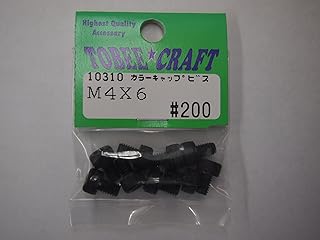 Highest Quality
Accessory
TOBEE★CRAFT
10310 カラーキャップビス
M4X6
#200